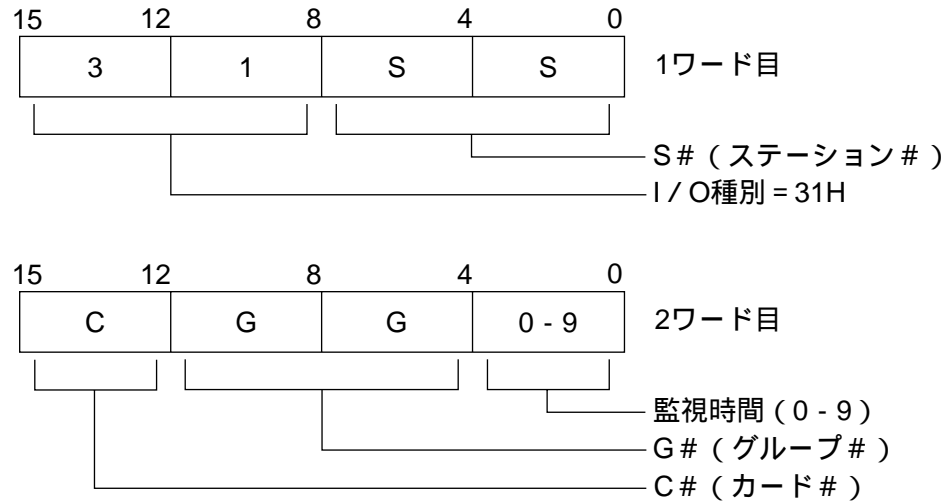 15 12 8 4 0
3 1 S S 1ワード目
S#(ステーション#)
I/O種別=31H
15 12 8 4 0
C G G 0-9 2ワード目
監視時間(0-9)
G#(グループ#)
C#(カード#)